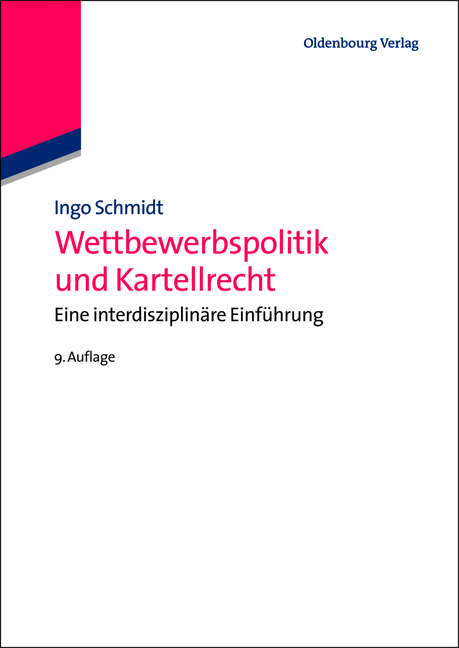 Oldenbourg Verlag
Ingo Schmidt
Wettbewerbspolitik
und Kartellrecht
Eine interdisziplinäre Einführung
9. Auflage